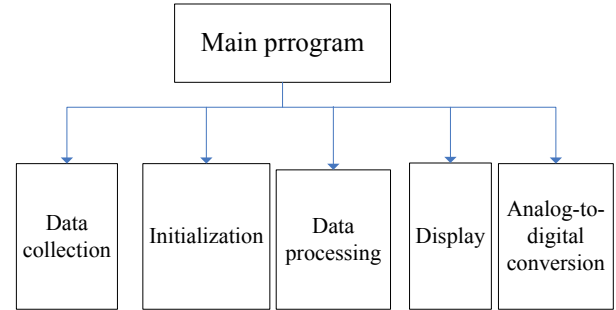 Main prrogram
Data
collection
Initialization
Data
processing
Display
Analog-to-
digital
conversion